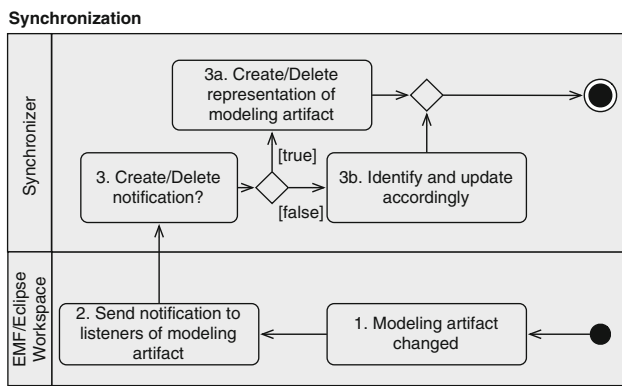 Synchronization
Synchronizer
3a. Create/Delete
representation of
modeling artifact
[true]
3. Create/Delete
notification?
[false]
3b. Identify and update
accordingly
EMF/Eclipse
Workspace
2. Send notification to
listeners of modeling
artifact
1. Modeling artifact
changed